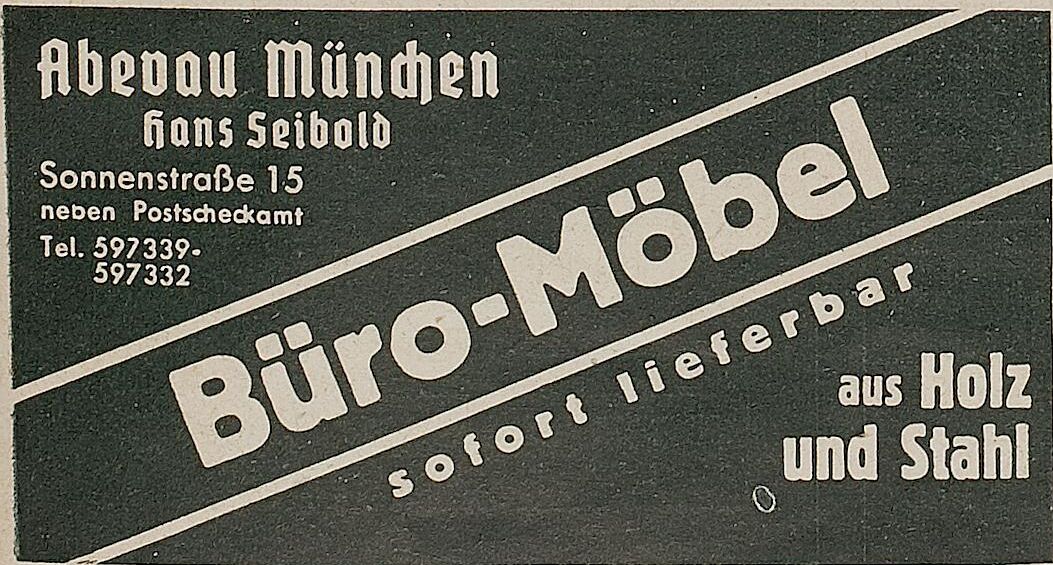 Abevau München
Hans Seibold
Sonnenstraße 15
neben Postscheckamt
Tel. 597339-
597332
Büro-Möbel
sofort lieferbar
aus Holz
und Stahl